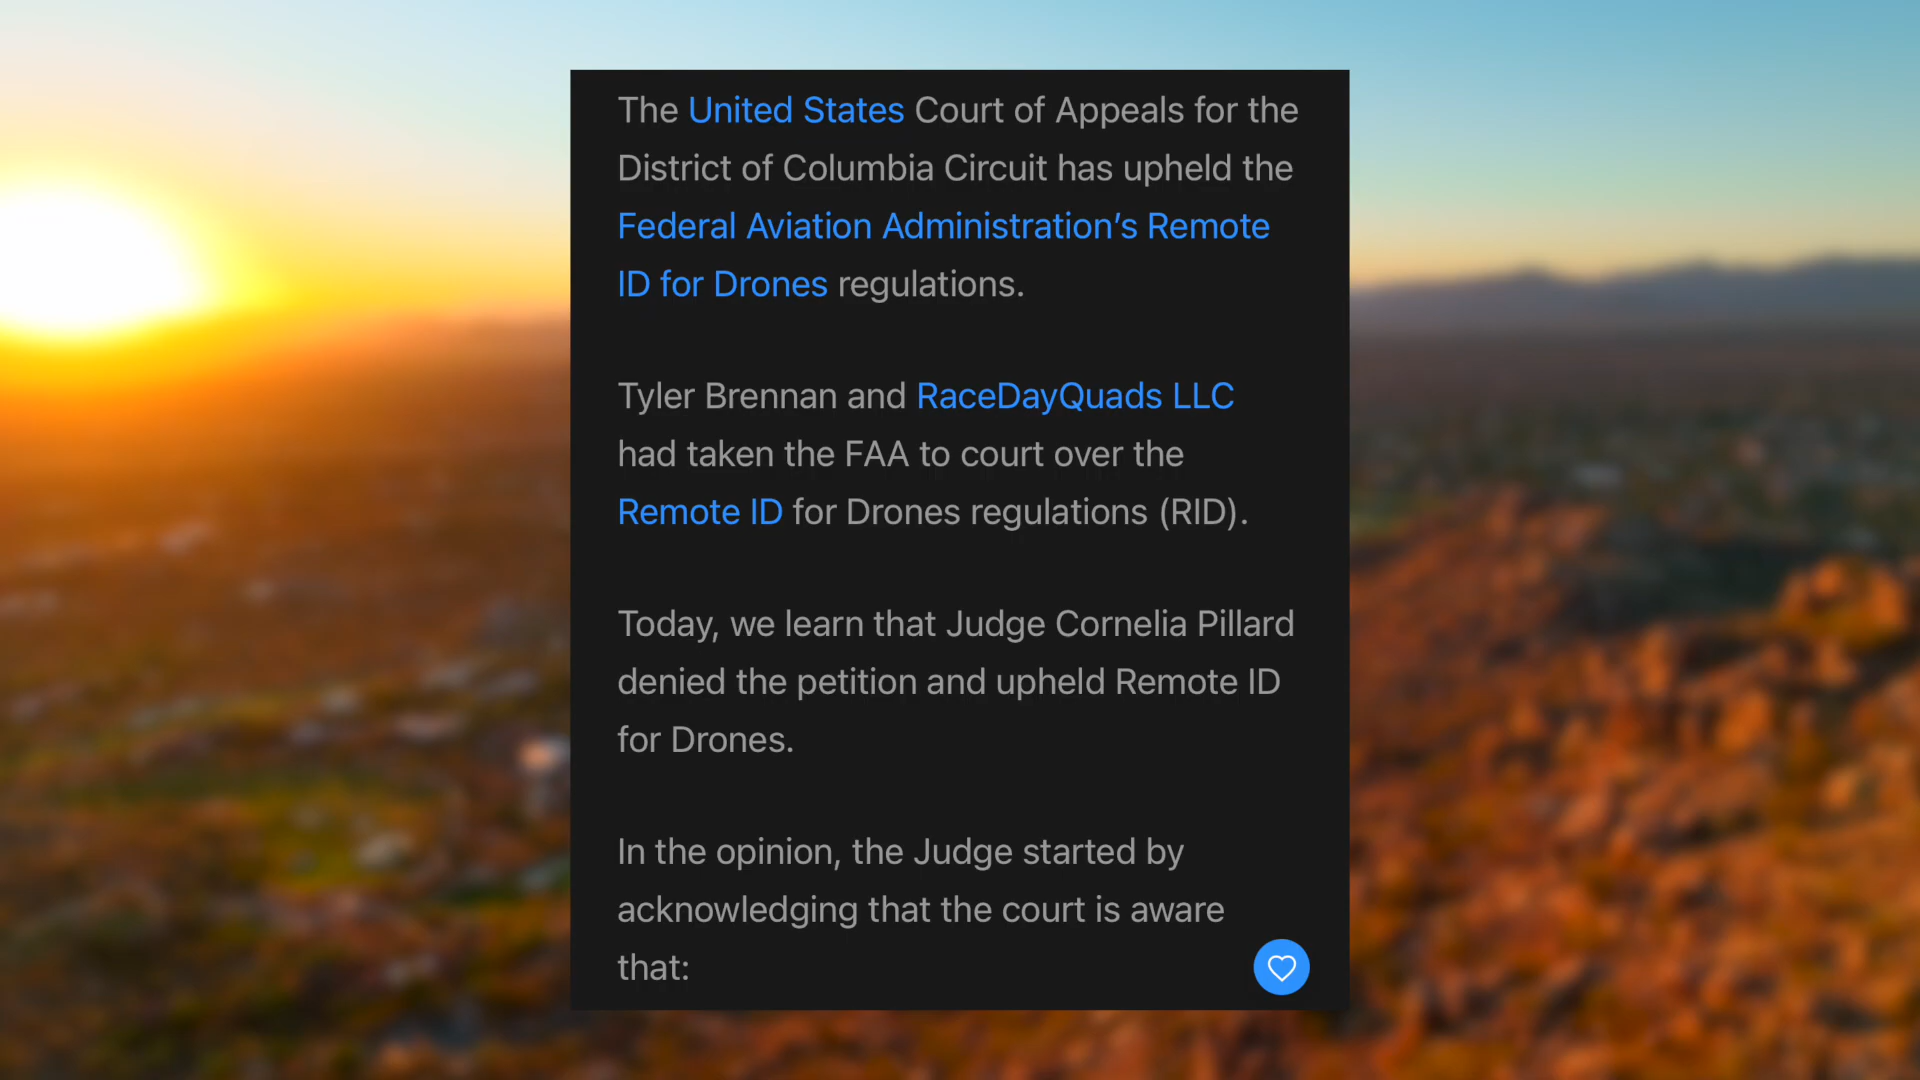 The United States Court of Appeals for the
District of Columbia Circuit has upheld the
Federal Aviation Administration’s Remote
ID for Drones regulations.
Tyler Brennan and RaceDayQuads LLC
had taken the FAA to court over the
Remote ID for Drones regulations (RID).
Today, we learn that Judge Cornelia Pillard
denied the petition and upheld Remote ID
for Drones.
In the opinion, the Judge started by
acknowledging that the court is aware
that: